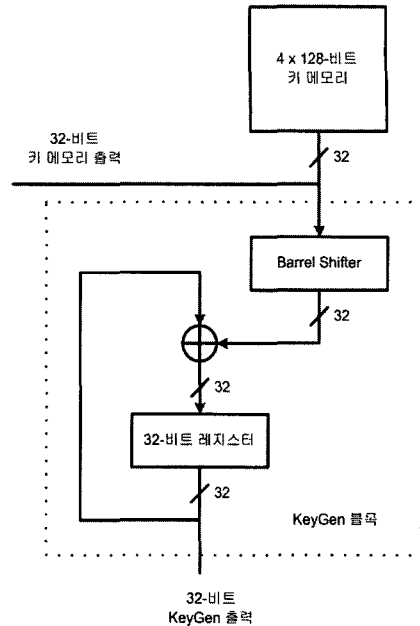 4 x 128-비트
키 메모리
32
32-비트
키 메모리 출력
Barrel Shifter
32
32
32-비트 레지스터
32
KeyGen 블록
32-비트
KeyGen 출력